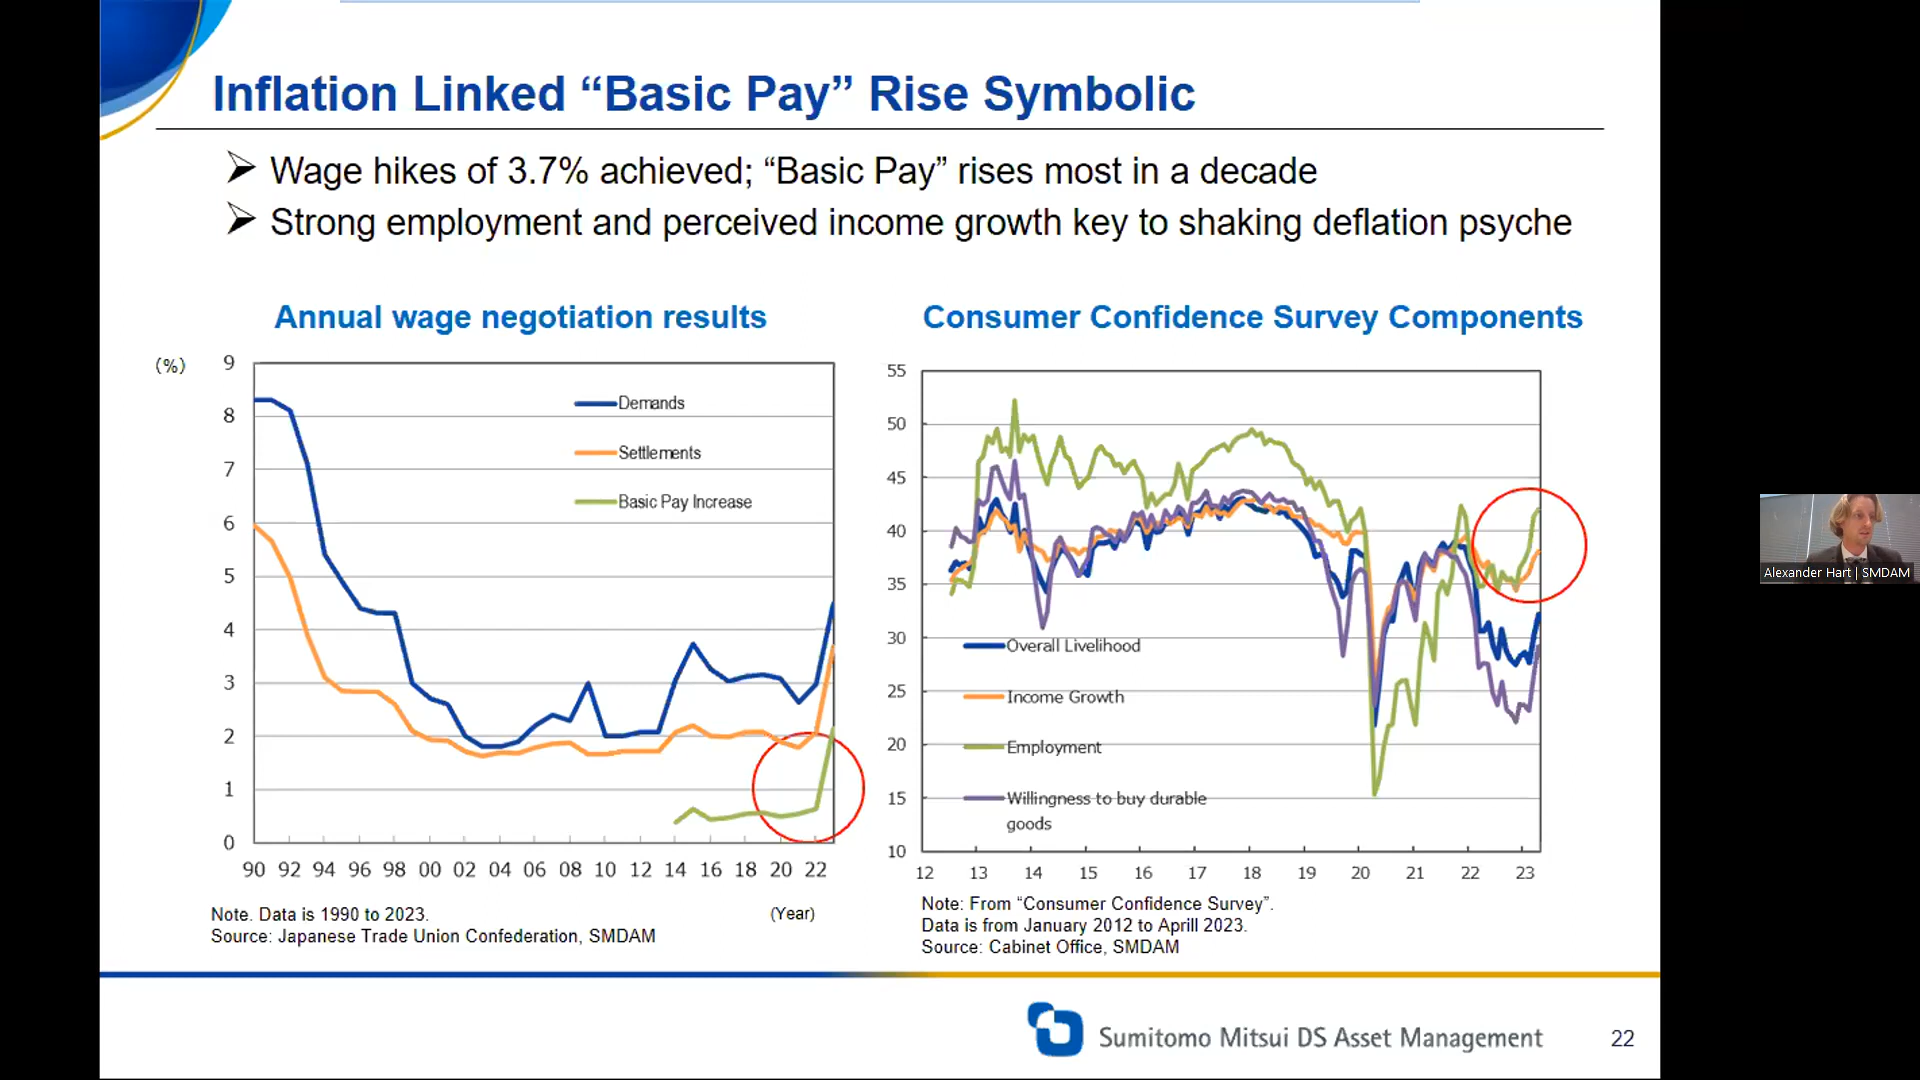 Inflation Linked “Basic Pay” Rise Symbolic
Wage hikes of 3.7% achieved; “Basic Pay” rises most in a decade
Strong employment and perceived income growth key to shaking deflation psyche
Annual wage negotiation results
(%)
9
8
7
6
5
4
3
2
1
0
Demands
Settlements
Basic Pay Increase
90 92 94 96 98 00 02 04 06 08 10 12 14 16 18 20 22
(Year)
Note. Data is 1990 to 2023.
Source: Japanese Trade Union Confederation, SMDAM
Consumer Confidence Survey Components
55
50
45
40
35
30
25
20
15
10
Overall Livelihood
Income Growth
Employment
Willingness to buy durable
goods
12 13 14 15 16 17 18 19 20 21 22 23
Note: From “Consumer Confidence Survey”.
Data is from January 2012 to Aprill 2023.
Source: Cabinet Office, SMDAM
Alexander Hart | SMDAM
Sumitomo Mitsui DS Asset Management
22